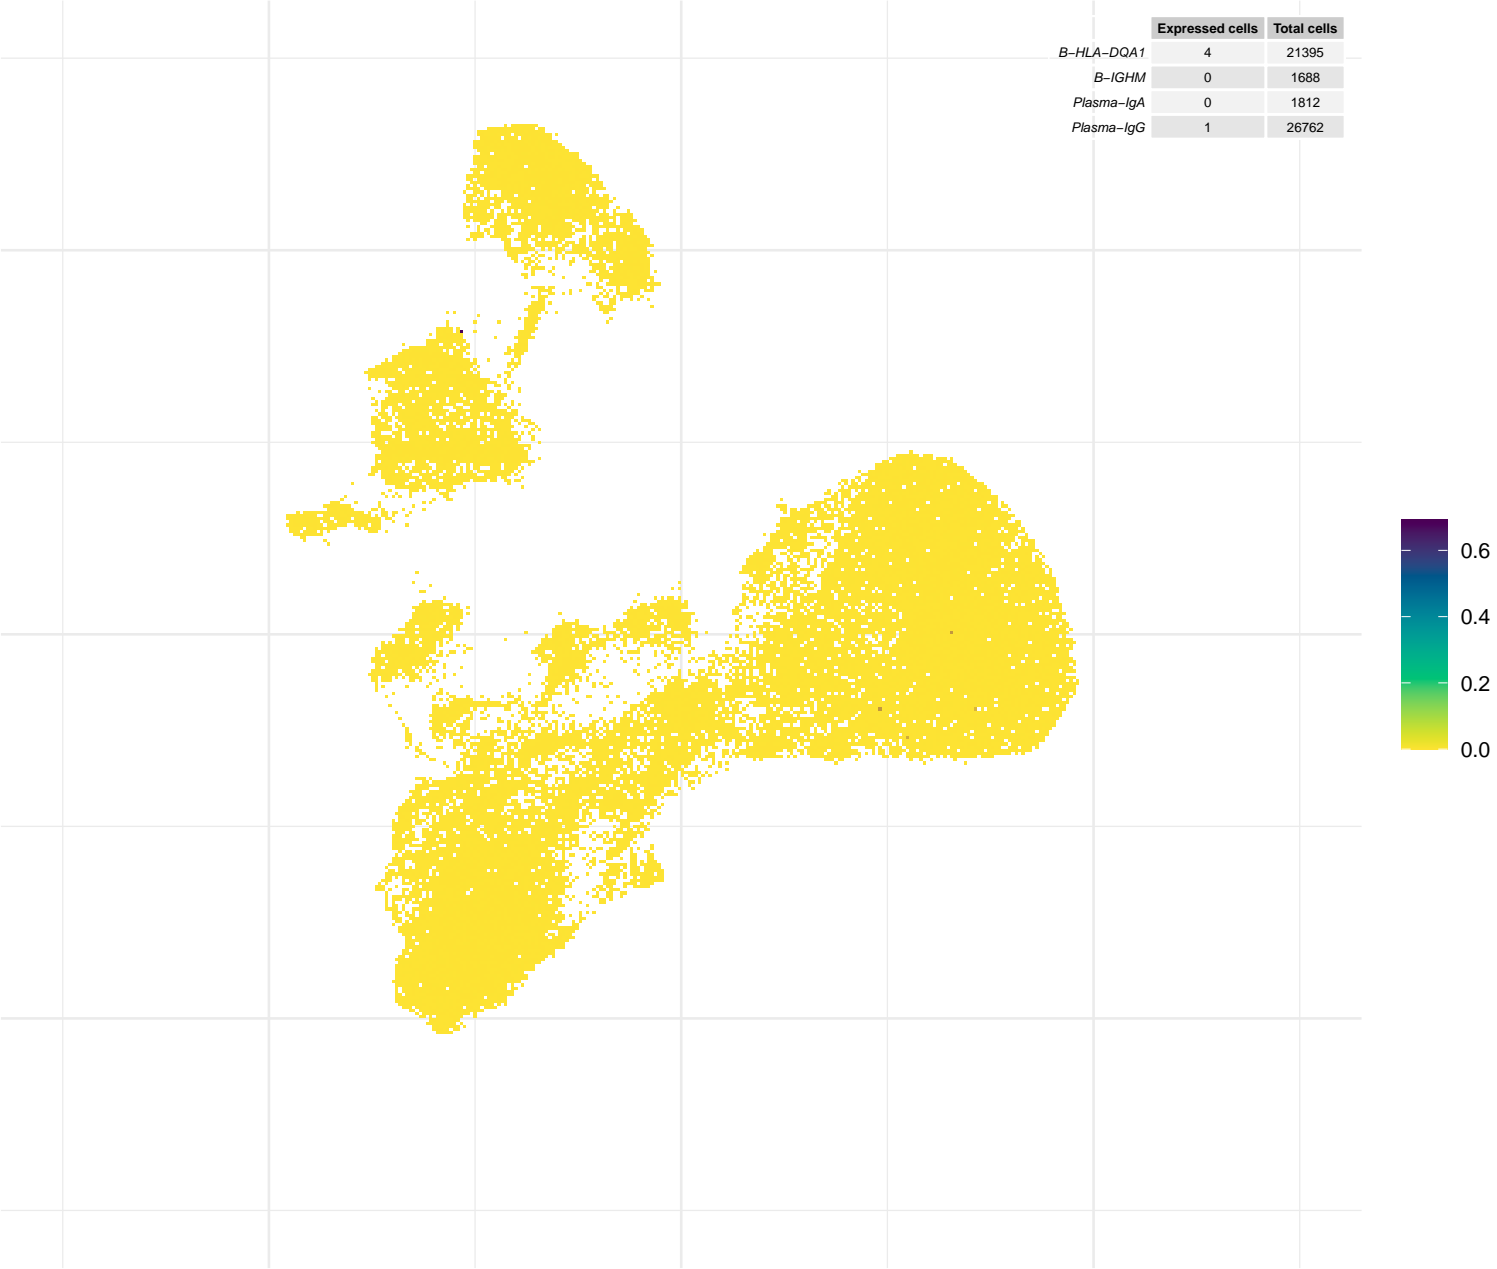 Expressed cells Total cells
B−HLA−DQA1 4 21395
B−IGHM 0 1688
Plasma−IgA 0 1812
Plasma−IgG 1 26762
0.6
0.4
0.2
0.0